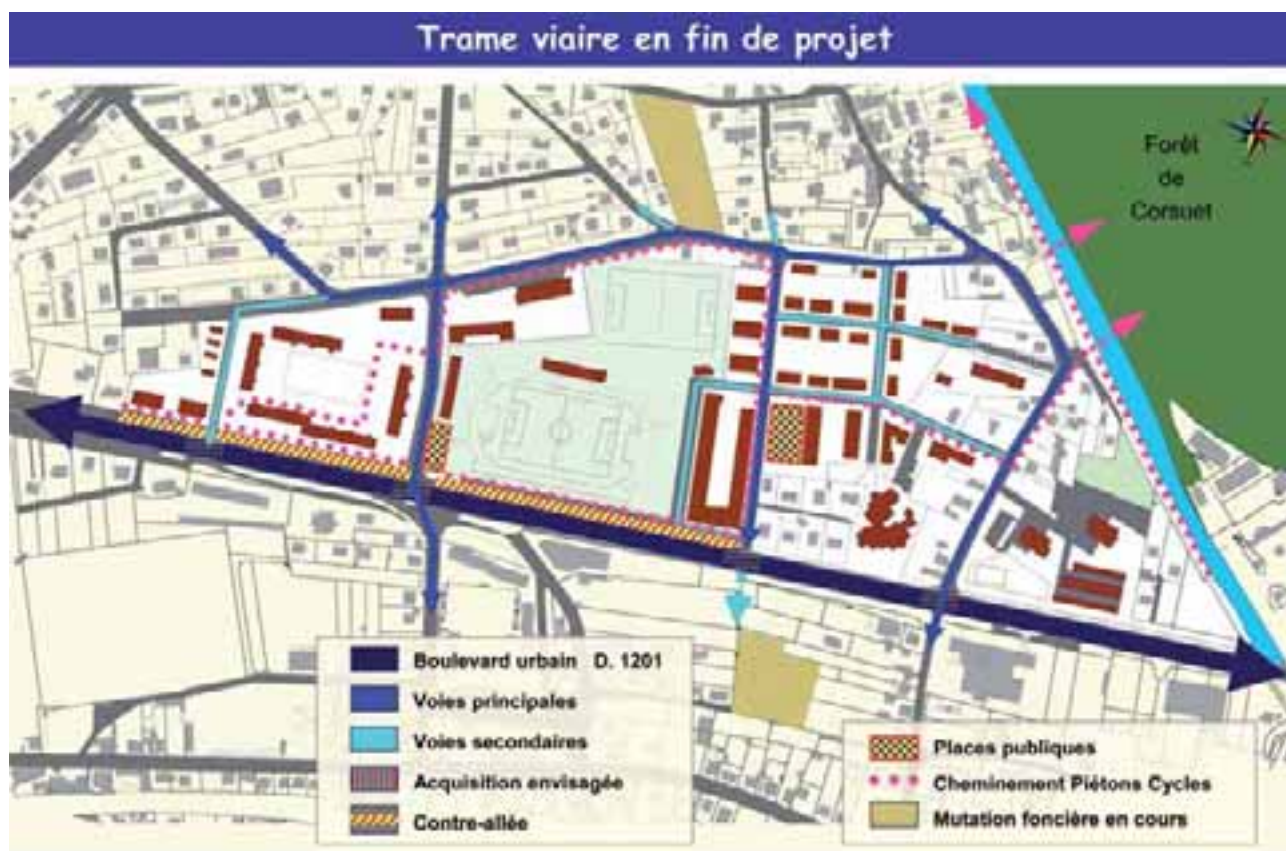 Trame viaire en fin de projet
Forêt
de
Corsuet
Boulevard urbain D. 1201
Voies principales
Voies secondaires
Acquisition envisagée
Contre-allée
Places publiques
Cheminement Piétons Cycles
Mutation foncière en cours